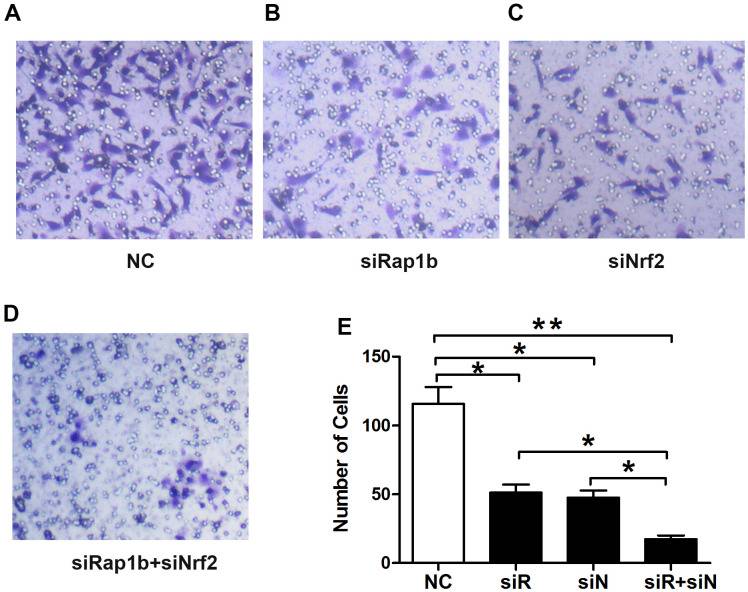 A
B
C
NC
siRap1b
siNrf2
D
siRap1b+siNrf2
E
**
*
*
*
*
Number of Cells
150
100
50
0
NC
siR
siN
siR+siN